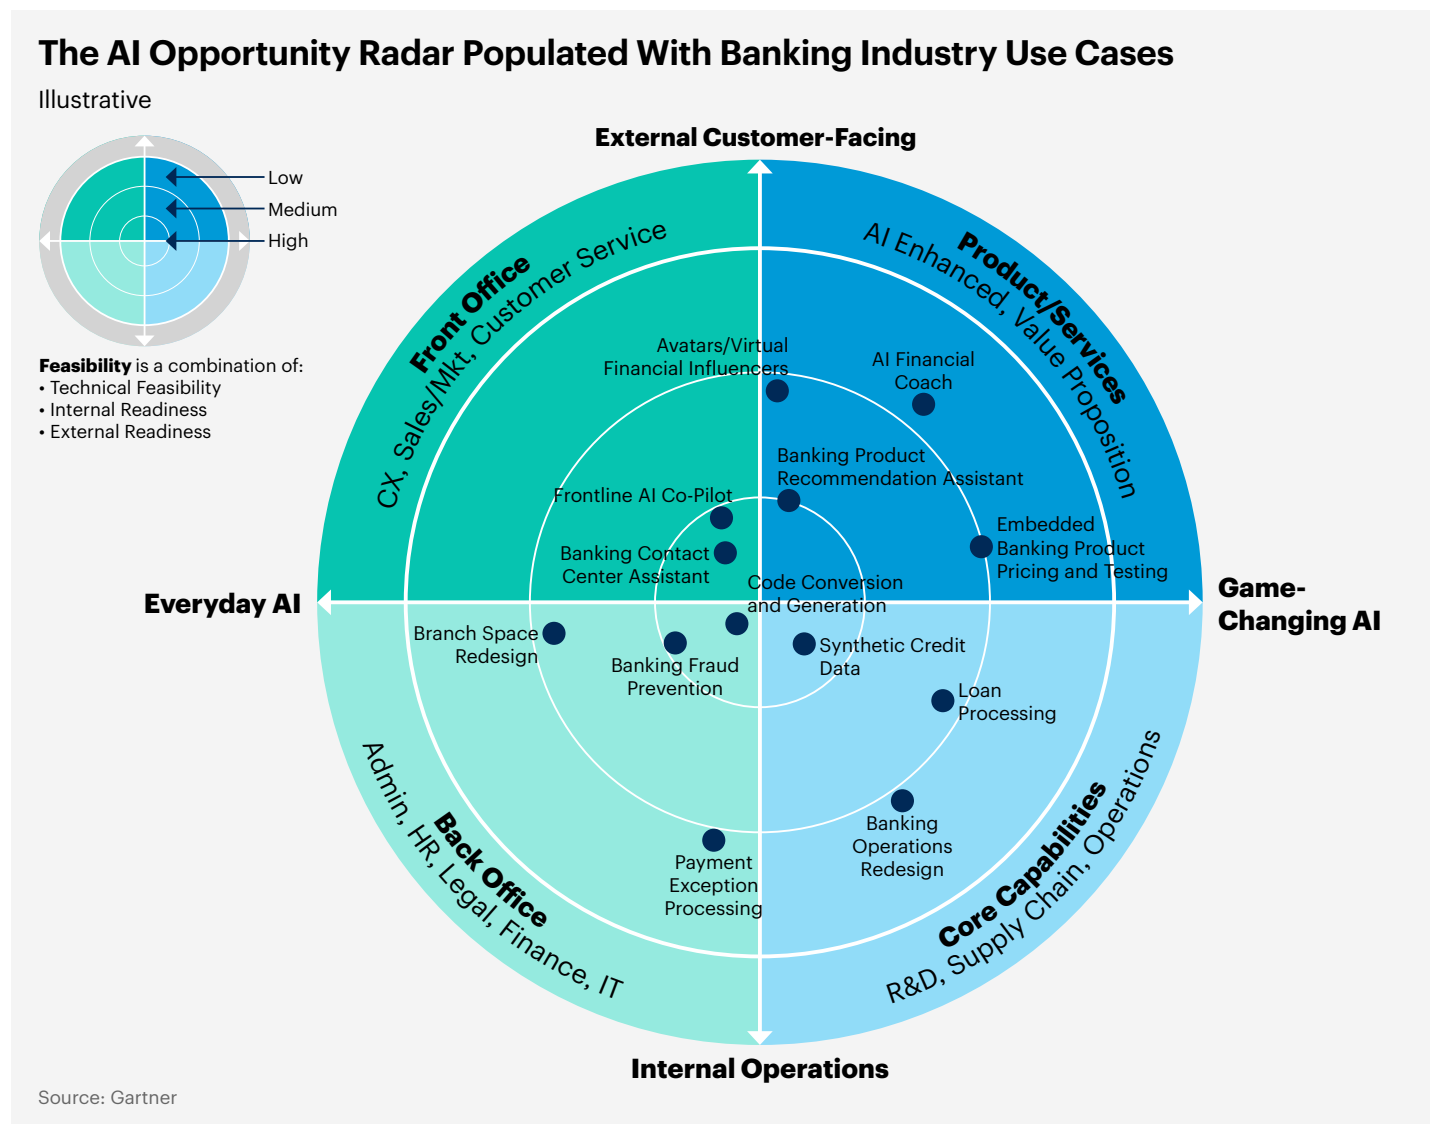 The AI Opportunity Radar Populated With Banking Industry Use Cases
Illustrative
Low
Medium
High
Feasibility is a combination of:
• Technical Feasibility
• Internal Readiness
• External Readiness
External Customer-Facing
Front Office
CX, Sales/Mkt, Customer Service
Product/Services
AI Enhanced, Value Proposition
Avatars/Virtual
Financial Influencers
AI Financial
Coach
Banking Product
Recommendation Assistant
Frontline AI Co-Pilot
Embedded
Banking Product
Pricing and Testing
Banking Contact
Center Assistant
Code Conversion
and Generation
Everyday AI
Game-
Changing AI
Branch Space
Redesign
Banking Fraud
Prevention
Synthetic Credit
Data
Loan
Processing
Banking
Operations
Redesign
Payment
Exception
Processing
Back Office
Admin, HR, Legal, Finance, IT
Core Capabilities
R&D, Supply Chain, Operations
Internal Operations
Source: Gartner